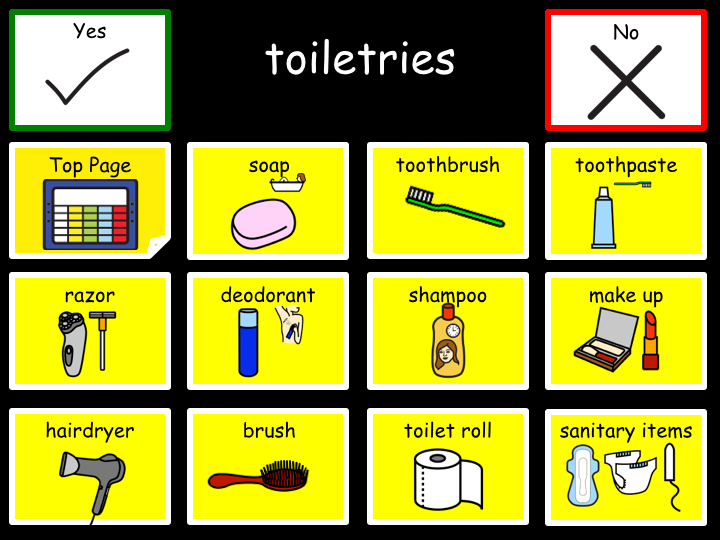 Yes
toiletries
No
Top Page
soap
toothbrush
toothpaste
razor
deodorant
shampoo
make up
hairdryer
brush
toilet roll
sanitary items